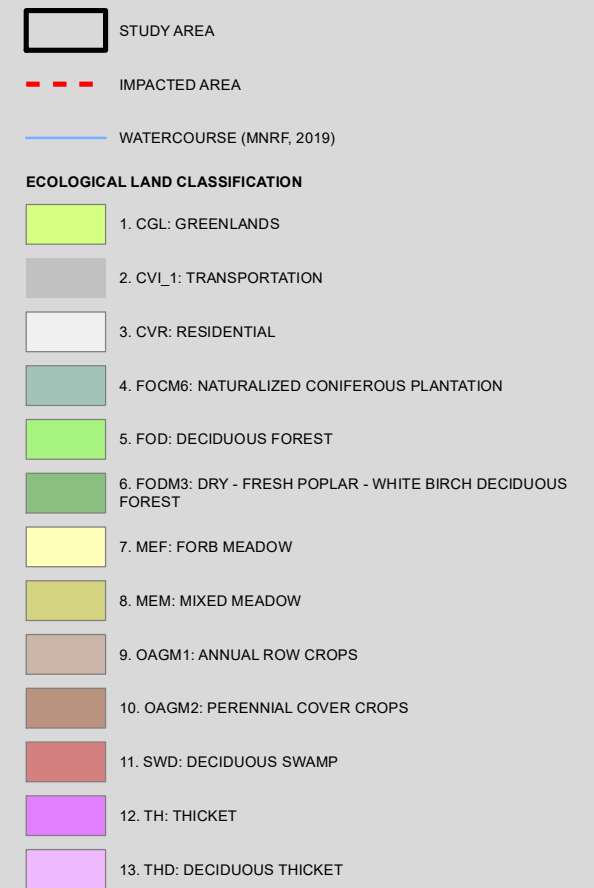 STUDY AREA
IMPACTED AREA
WATERCOURSE (MNRF, 2019)
ECOLOGICAL LAND CLASSIFICATION
1. CGL: GREENLANDS
2. CVI_1: TRANSPORTATION
3. CVR: RESIDENTIAL
4. FOCM6: NATURALIZED CONIFEROUS PLANTATION
5. FOD: DECIDUOUS FOREST
6. FODM3: DRY - FRESH POPLAR - WHITE BIRCH DECIDUOUS
FOREST
7. MEF: FORB MEADOW
8. MEM: MIXED MEADOW
9. OAGM1: ANNUAL ROW CROPS
10. OAGM2: PERENNIAL COVER CROPS
11. SWD: DECIDUOUS SWAMP
12. TH: THICKET
13. THD: DECIDUOUS THICKET